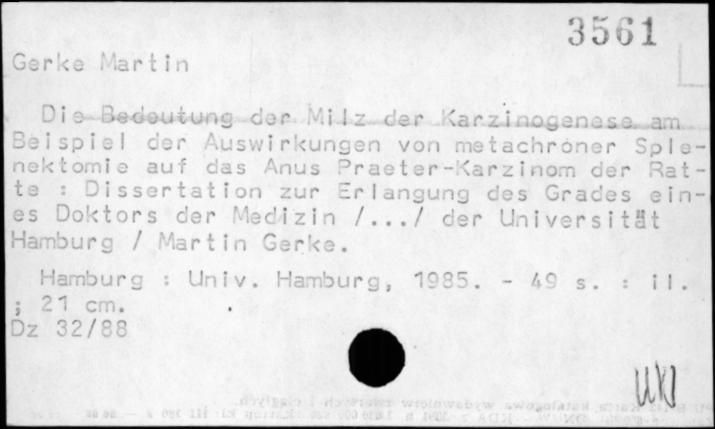 3561
Gerke Martin
Die Bedeutung der Milz der Karzinogenese am
Beispiel der Auswirkungen von metachroner Sple-
nektomie auf das Anus Praeter-Karzinom der Rat-
te : Dissertation zur Erlangung des Grades ein-
es Doktors der Medizin /.../ der Universität
Hamburg / Martin Gerke.
Hamburg : Univ. Hamburg, 1985. - 49 s. : il.
; 21 cm.
Dz 32/88